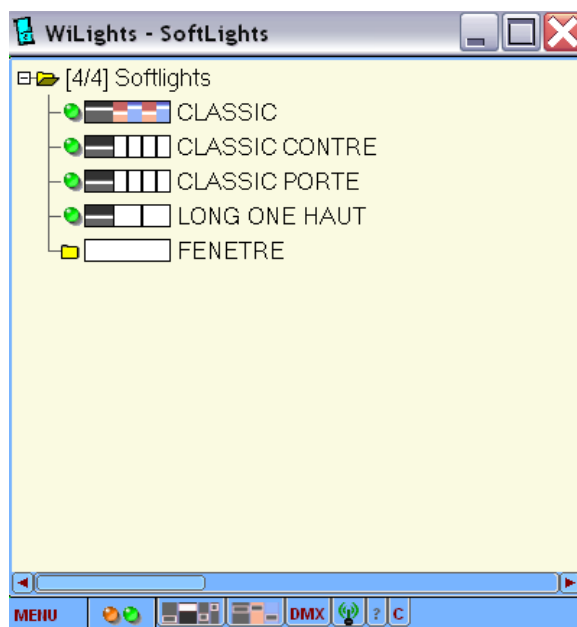 WiLights - SoftLights
[4/4] Softlights
CLASSIC
CLASSIC CONTRE
CLASSIC PORTE
LONG ONE HAUT
FENETRE
MENU DMX ? C